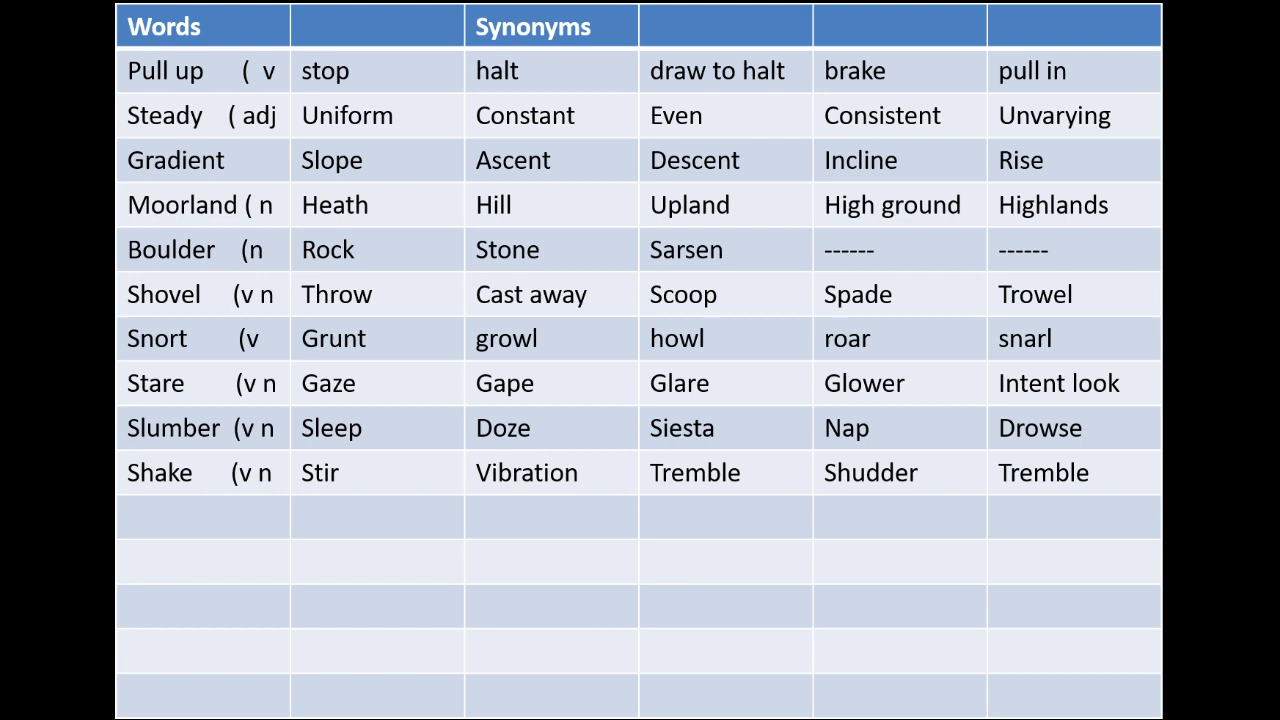 Words Synonyms
Pull up ( v stop halt draw to halt brake pull in
Steady ( adj Uniform Constant Even Consistent Unvarying
Gradient Slope Ascent Descent Incline Rise
Moorland ( n Heath Hill Upland High ground Highlands
Boulder (n Rock Stone Sarsen ------ ------
Shovel (v n Throw Cast away Scoop Spade Trowel
Snort (v Grunt growl howl roar snarl
Stare (v n Gaze Gape Glare Glower Intent look
Slumber (v n Sleep Doze Siesta Nap Drowse
Shake (v n Stir Vibration Tremble Shudder Tremble